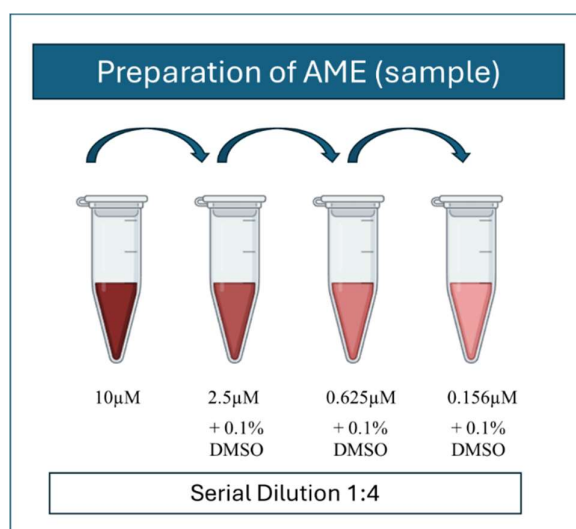 Preparation of AME (sample)
10µM 2.5µM 0.625µM 0.156µM
+ 0.1% + 0.1% + 0.1%
DMSO DMSO DMSO
Serial Dilution 1:4